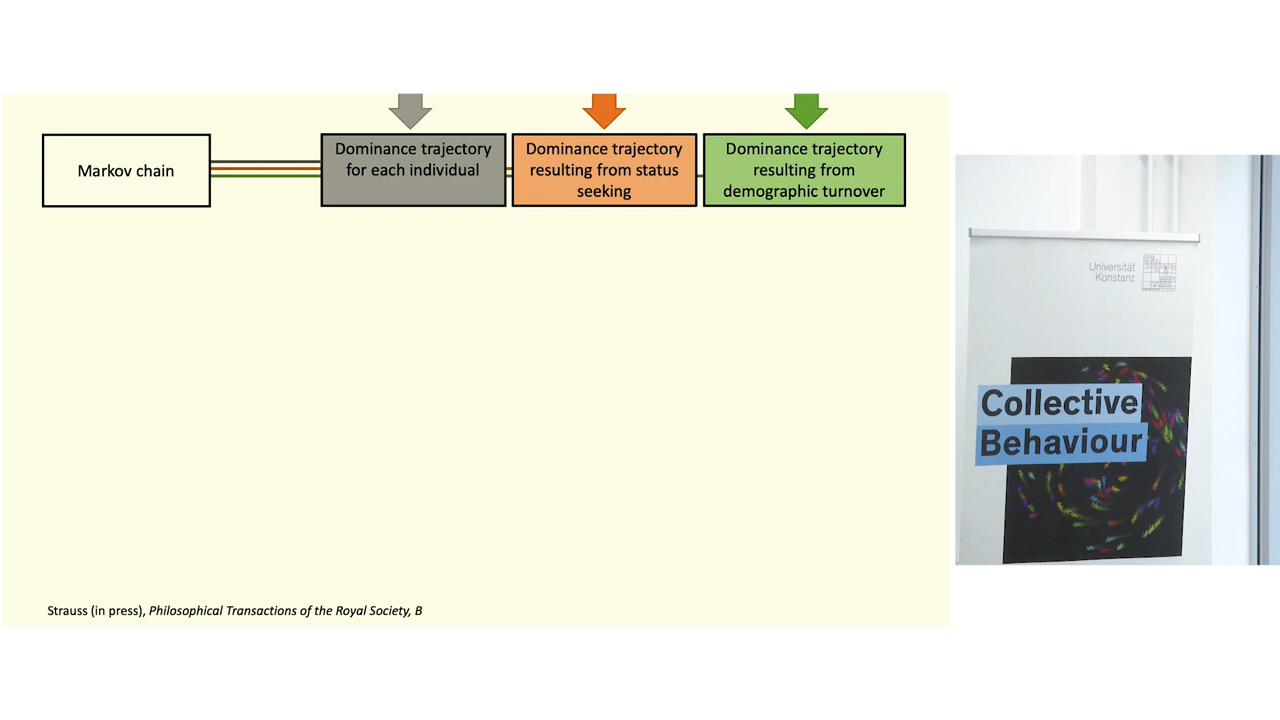 Markov chain
Dominance trajectory
for each individual
Dominance trajectory
resulting from status
seeking
Dominance trajectory
resulting from
demographic turnover
Strauss (in press), Philosophical Transactions of the Royal Society, B
Universität
Konstanz
Collective
Behaviour